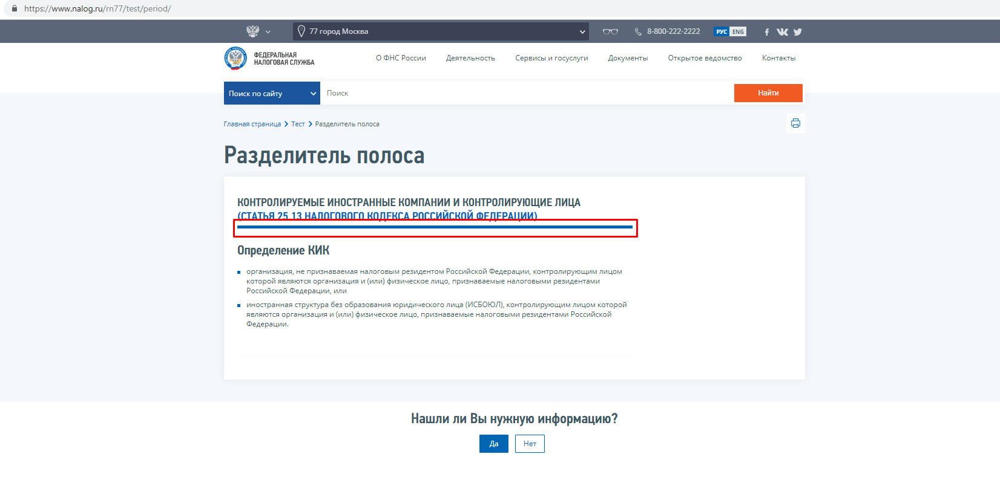 https://www.nalog.ru/rn77/test/period/
77 город Москва
8-800-222-2222
РУС ENG
ФЕДЕРАЛЬНАЯ
НАЛОГОВАЯ СЛУЖБА
О ФНС России
Деятельность
Сервисы и госуслуги
Документы
Открытое ведомство
Контакты
Поиск по сайту
Поиск
Найти
Главная страница
Тест
Разделитель полоса
Разделитель полоса
КОНТРОЛИРУЕМЫЕ ИНОСТРАННЫЕ КОМПАНИИ И КОНТРОЛИРУЮЩИЕ ЛИЦА
(СТАТЬЯ 25.13 НАЛОГОВОГО КОДЕКСА РОССИЙСКОЙ ФЕДЕРАЦИИ)
Определение КИК
организация, не признаваемая налоговым резидентом Российской Федерации, контролирующим лицом
которой являются организация и (или) физическое лицо, признаваемые налоговыми резидентами
Российской Федерации, или
иностранная структура без образования юридического лица (ИСБОЮЛ), контролирующим лицом которой
являются организация и (или) физическое лицо, признаваемые налоговыми резидентами Российской
Федерации.
Нашли ли Вы нужную информацию?
Да
Нет